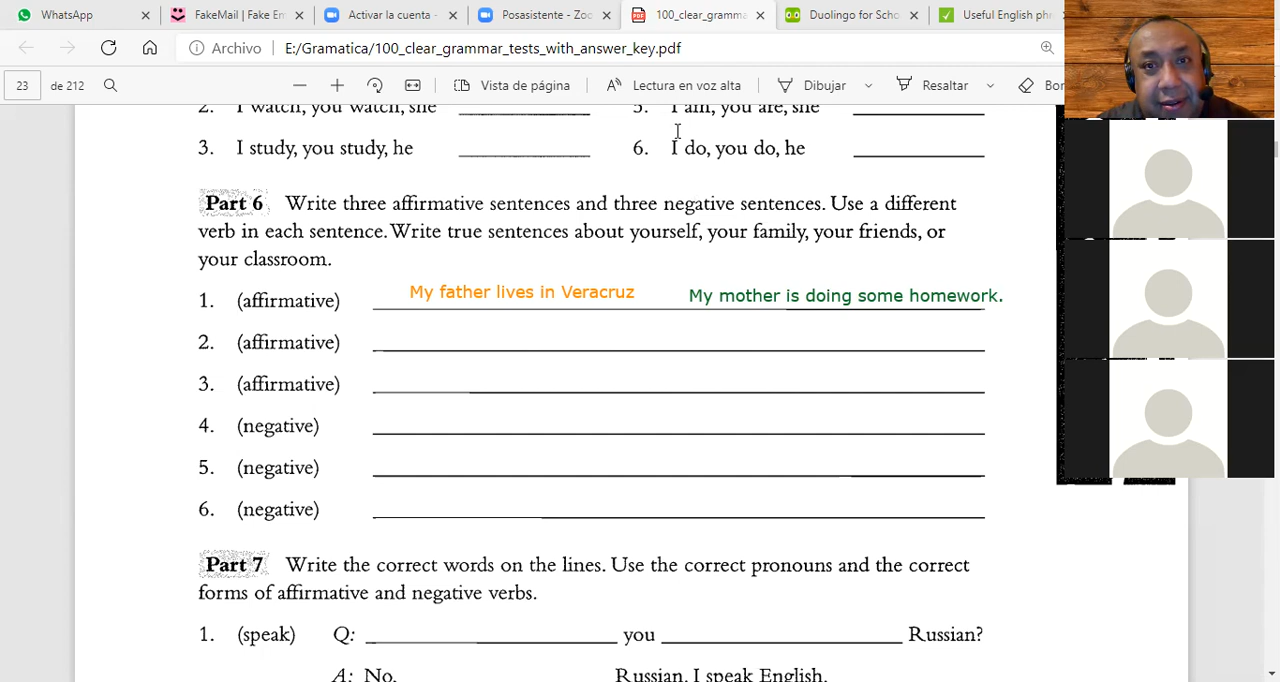 WhatsApp
FakeMail | Fake Em
Activar la cuenta -
Posasistente - Zoo
100_clear_gramma
Duolingo for Scho
Useful English phr
Archivo
E:/Gramatica/100_clear_grammar_tests_with_answer_key.pdf
23 de 212
Vista de página
Lectura en voz alta
Dibujar
Resaltar
Bor
2. I watch, you watch, she
5. I am, you are, she
3. I study, you study, he
6. I do, you do, he
Part 6 Write three affirmative sentences and three negative sentences. Use a different
verb in each sentence. Write true sentences about yourself, your family, your friends, or
your classroom.
1. (affirmative) My father lives in Veracruz My mother is doing some homework.
2. (affirmative)
3. (affirmative)
4. (negative)
5. (negative)
6. (negative)
Part 7 Write the correct words on the lines. Use the correct pronouns and the correct
forms of affirmative and negative verbs.
1. (speak) Q: you Russian?
A: No, Russian. I speak English.